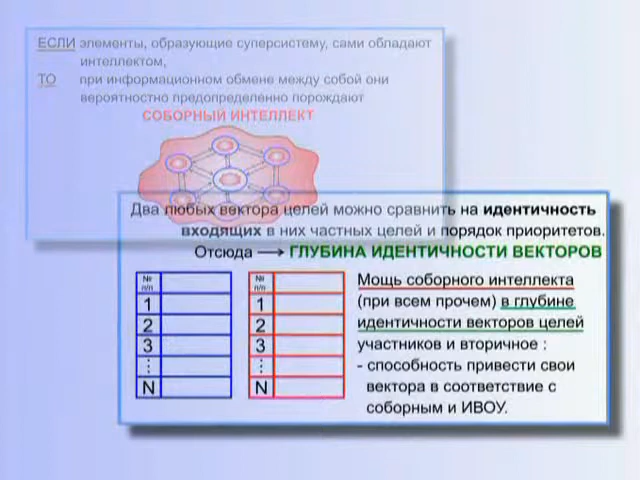 ЕСЛИ элементы, образующие суперсистему, сами обладают
интеллектом,
ТО при информационном обмене между собой они
вероятностно предопределенно порождают
СОБОРНЫЙ ИНТЕЛЛЕКТ
Два любых вектора целей можно сравнить на идентичность
входящих в них частных целей и порядок приоритетов.
Отсюда → ГЛУБИНА ИДЕНТИЧНОСТИ ВЕКТОРОВ
№ п/п
1
2
3
⋮
N
№ п/п
1
2
3
⋮
N
Мощь соборного интеллекта
(при всем прочем) в глубине
идентичности векторов целей
участников и вторичное :
- способность привести свои
вектора в соответствие с
соборным и ИВОУ.